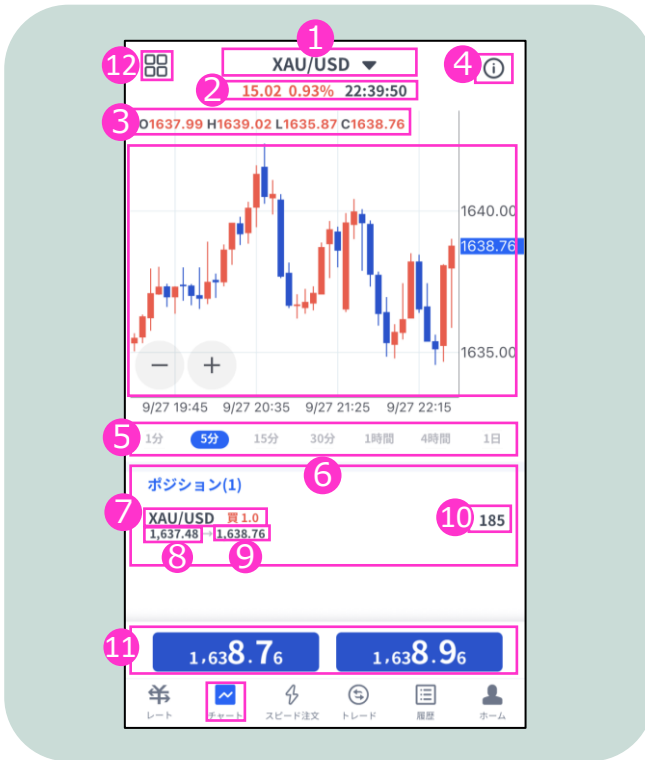 1
12
XAU/USD
4
2
15.02 0.93% 22:39:50
3
O1637.99 H1639.02 L1635.87 C1638.76
1640.00
1638.76
1635.00
− +
9/27 19:45 9/27 20:35 9/27 21:25 9/27 22:15
5
1分 5分 15分 30分 1時間 4時間 1日
6
ポジション(1)
7
XAU/USD 買 1.0
10
185
1,637.48→1,638.76
8 9
11
1,638.76 1,638.96
レート チャート スピード注文 トレード 履歴 ホーム